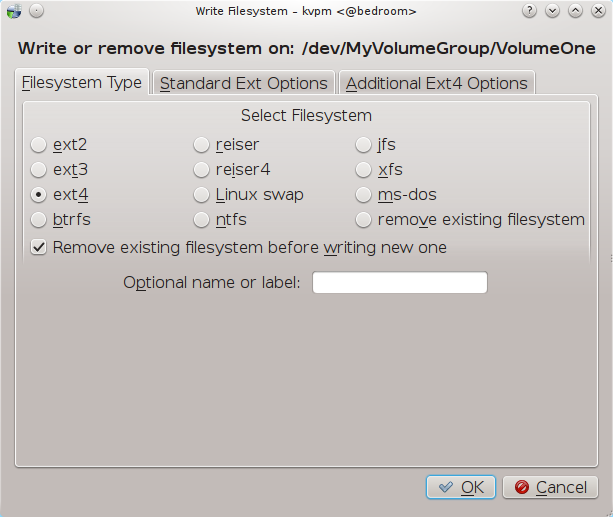 Write Filesystem – kvpm <@bedroom>
Write or remove filesystem on: /dev/MyVolumeGroup/VolumeOne
Filesystem Type Standard Ext Options Additional Ext4 Options
Select Filesystem
ext2 reiser jfs
ext3 reiser4 xfs
ext4 Linux swap ms-dos
btrfs ntfs remove existing filesystem
Remove existing filesystem before writing new one
Optional name or label:
OK Cancel